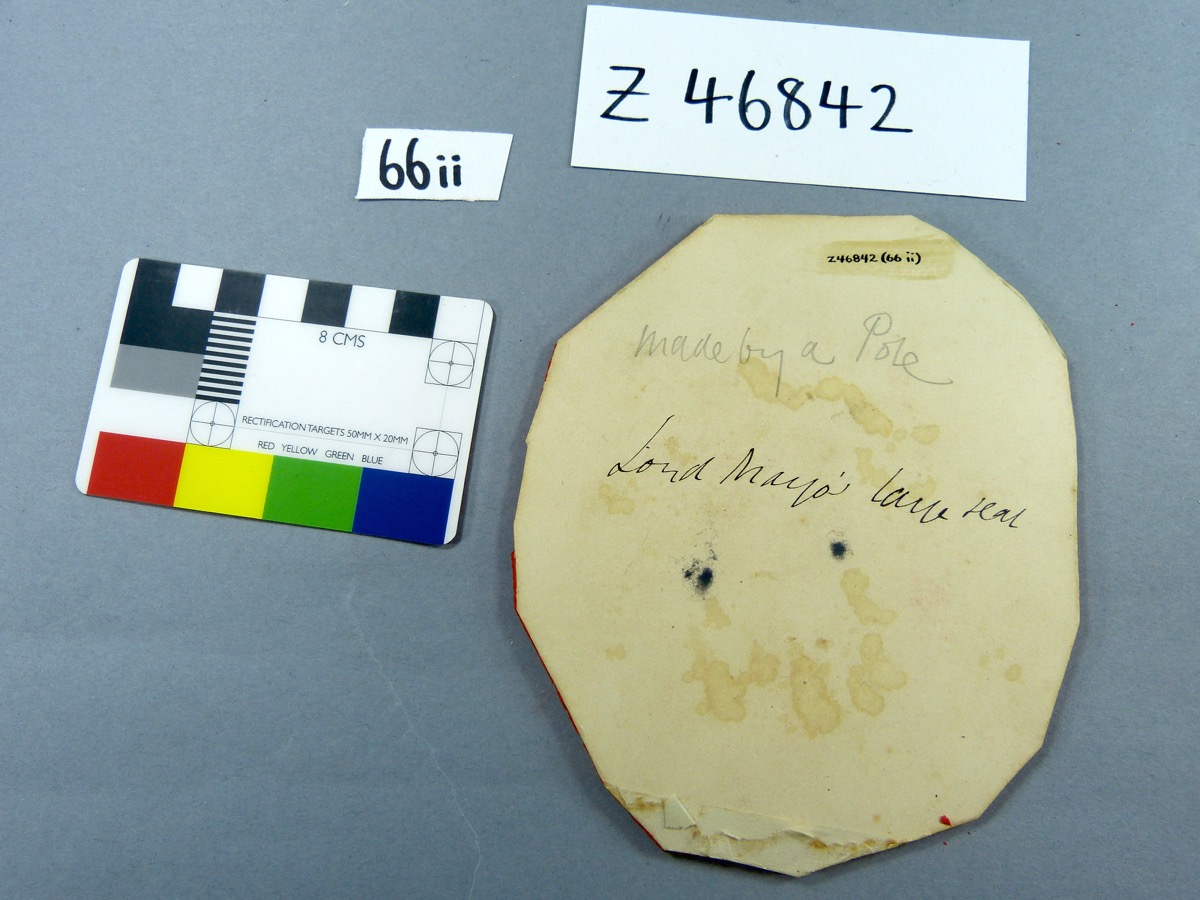 Z 46842
66ii
Z46842 (66 ii)
made by a Pole
Lord Mayo' large seal
8 CMS
RECTIFICATION TARGETS 50MM X 20MM
RED YELLOW GREEN BLUE